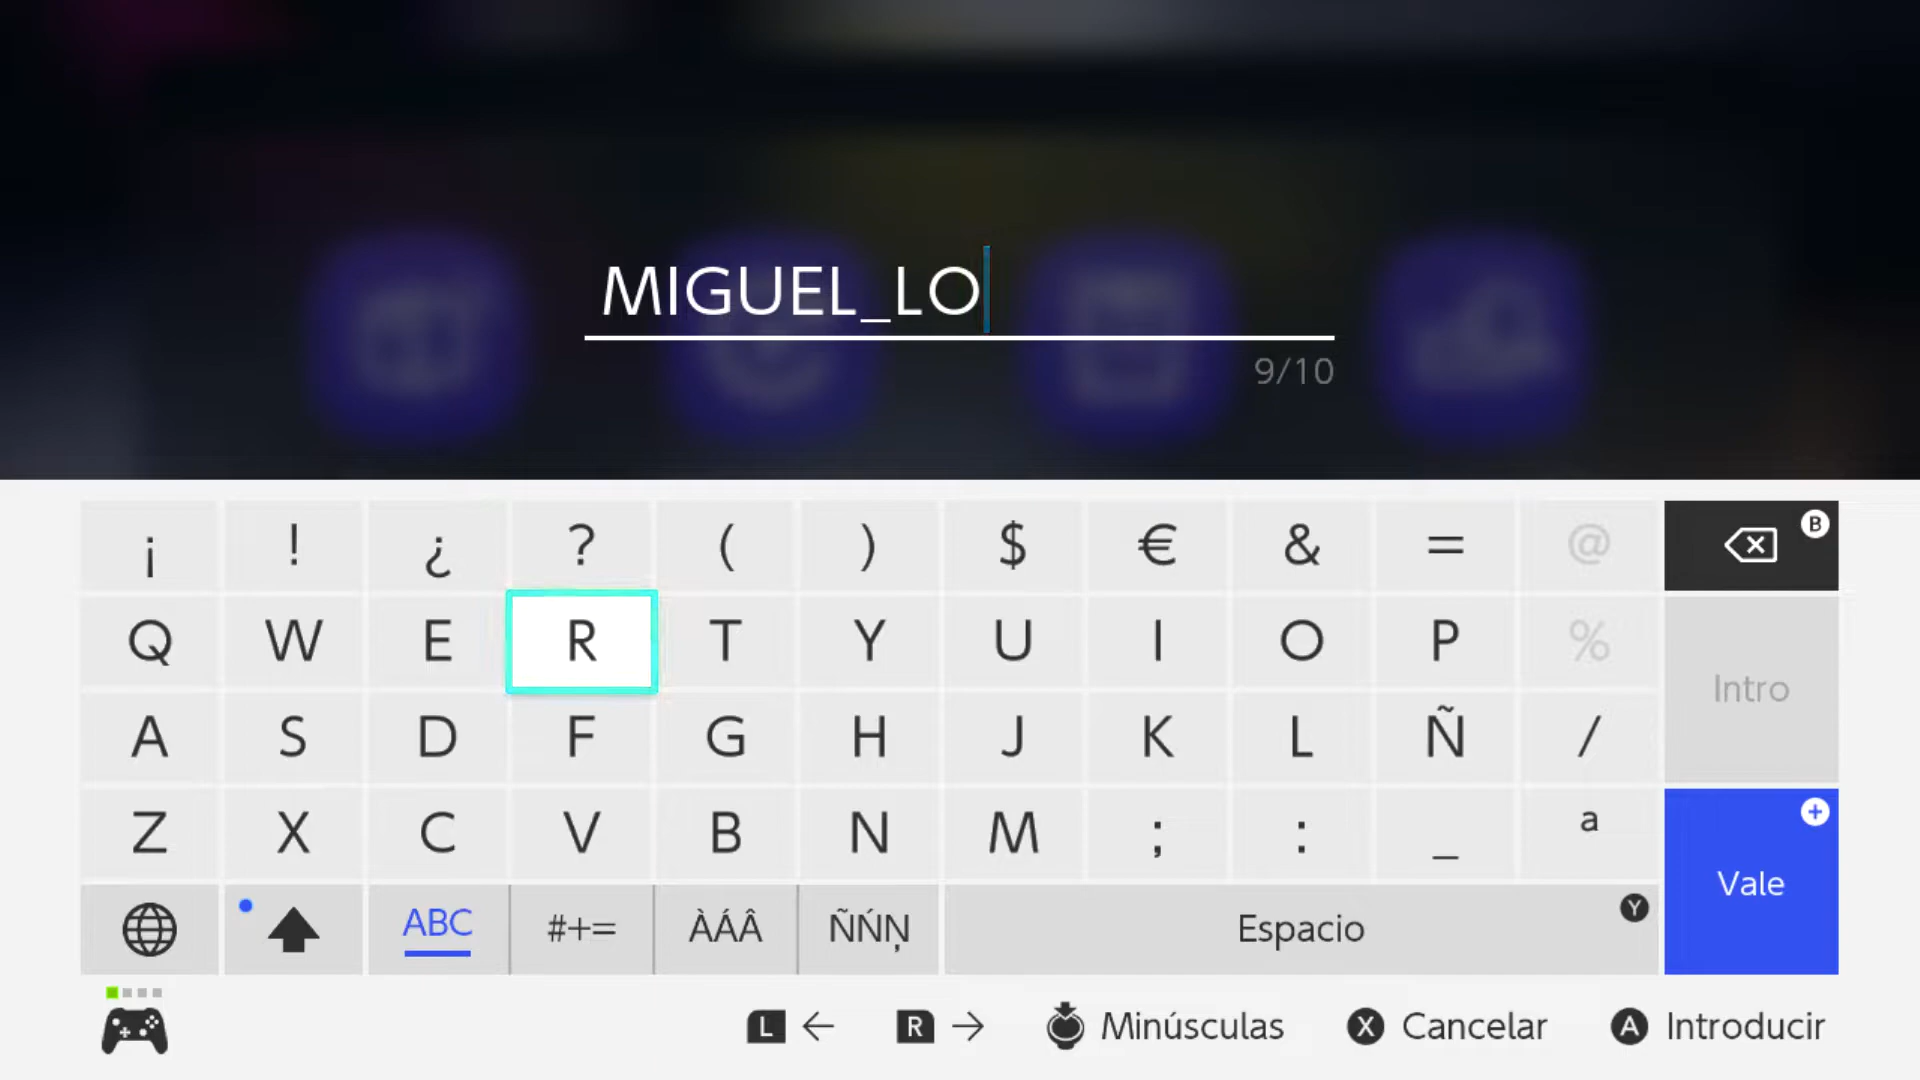 MIGUEL_LO
9/10
¡ ! ¿ ? ( ) $ € & = @ B
Q W E R T Y U I O P %
Intro
A S D F G H J K L Ñ /
Z X C V B N M ; : _ ª +
Vale
ABC #+= ÀÁÂ ÑŃŅ Espacio Y
L ← R → Minúsculas X Cancelar A Introducir